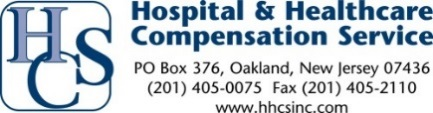 HCS
Hospital & Healthcare
Compensation Service
PO Box 376, Oakland, New Jersey 07436
(201) 405-0075 Fax (201) 405-2110
www.hhcsinc.com